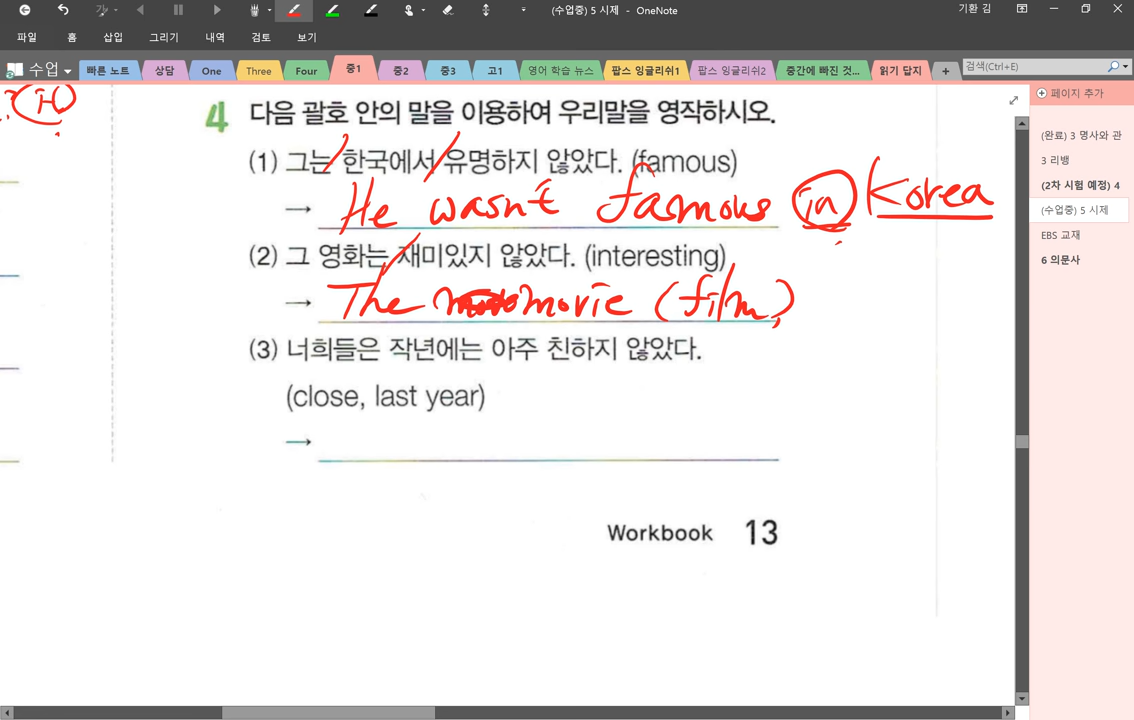 (수업중) 5 시제 - OneNote
기환 김
파일 홈 삽입 그리기 내역 검토 보기
수업 빠른 노트 상담 One Three Four 중1 중2 중3 고1 영어 학습 뉴스 팝스 잉글리쉬1 팝스 잉글리쉬2 중간에 빠진 것... 읽기 답지 + 검색(Ctrl+E)
페이지 추가
(완료) 3 명사와 관
3 리뱅
(2차 시험 예정) 4
(수업중) 5 시제
EBS 교재
6 의문사
4 다음 괄호 안의 말을 이용하여 우리말을 영작하시오.
(1) 그는 한국에서 유명하지 않았다. (famous)
→ He wasn't famous in Korea
(2) 그 영화는 재미있지 않았다. (interesting)
→ The movie (film)
(3) 너희들은 작년에는 아주 친하지 않았다.
(close, last year)
→
Workbook 13